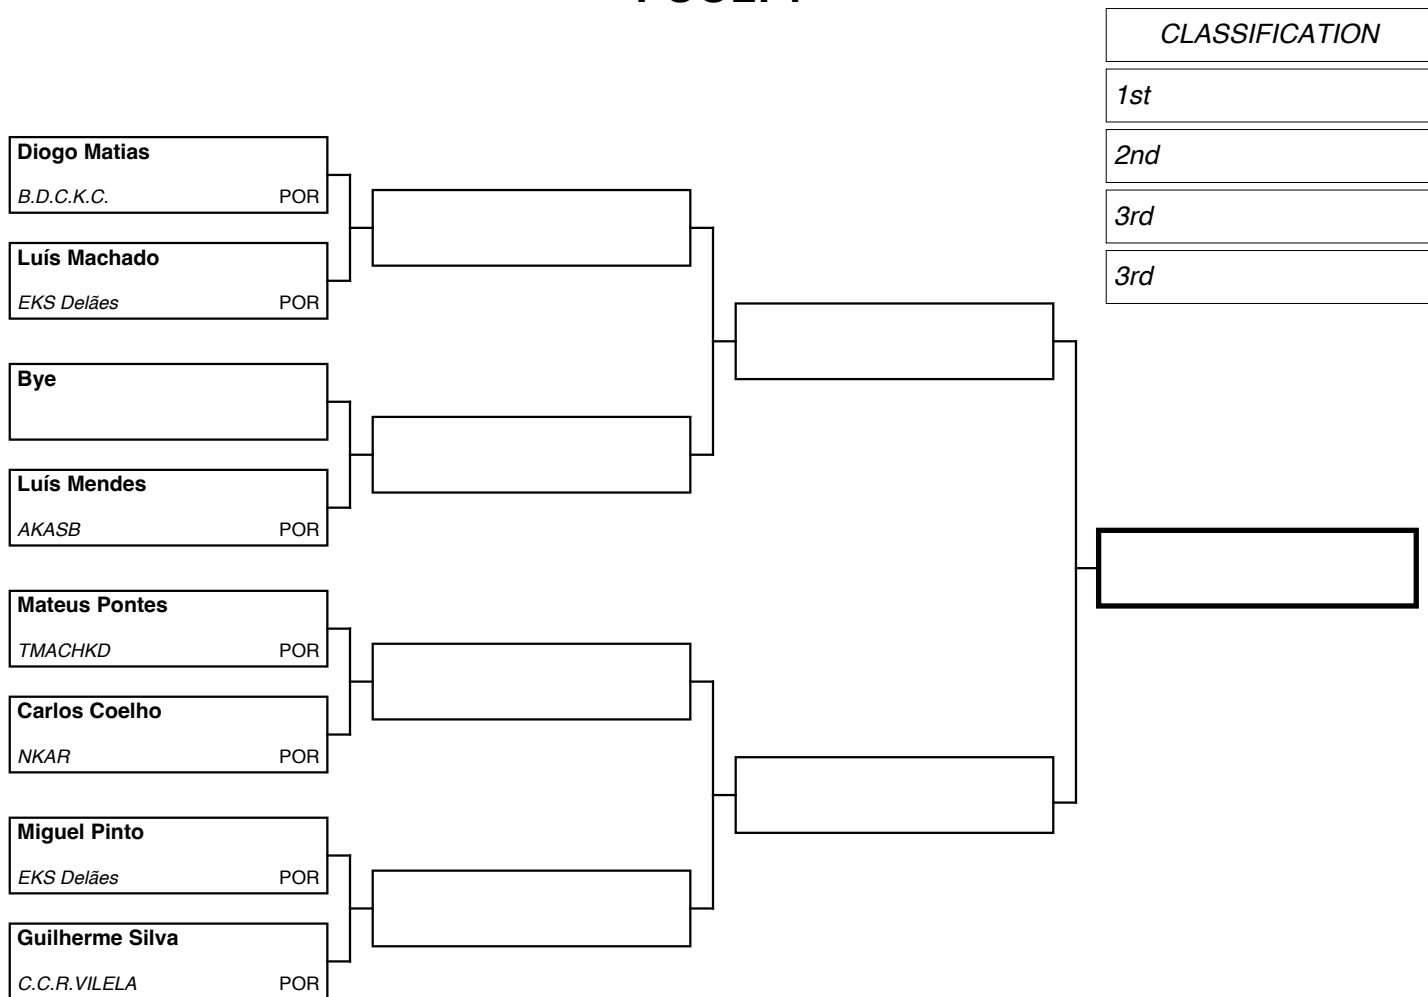 CLASSIFICATION
1st
2nd
3rd
3rd
Diogo Matias
B.D.C.K.C. POR
Luís Machado
EKS Delães POR
Bye
Luís Mendes
AKASB POR
Mateus Pontes
TMACHKD POR
Carlos Coelho
NKAR POR
Miguel Pinto
EKS Delães POR
Guilherme Silva
C.C.R.VILELA POR